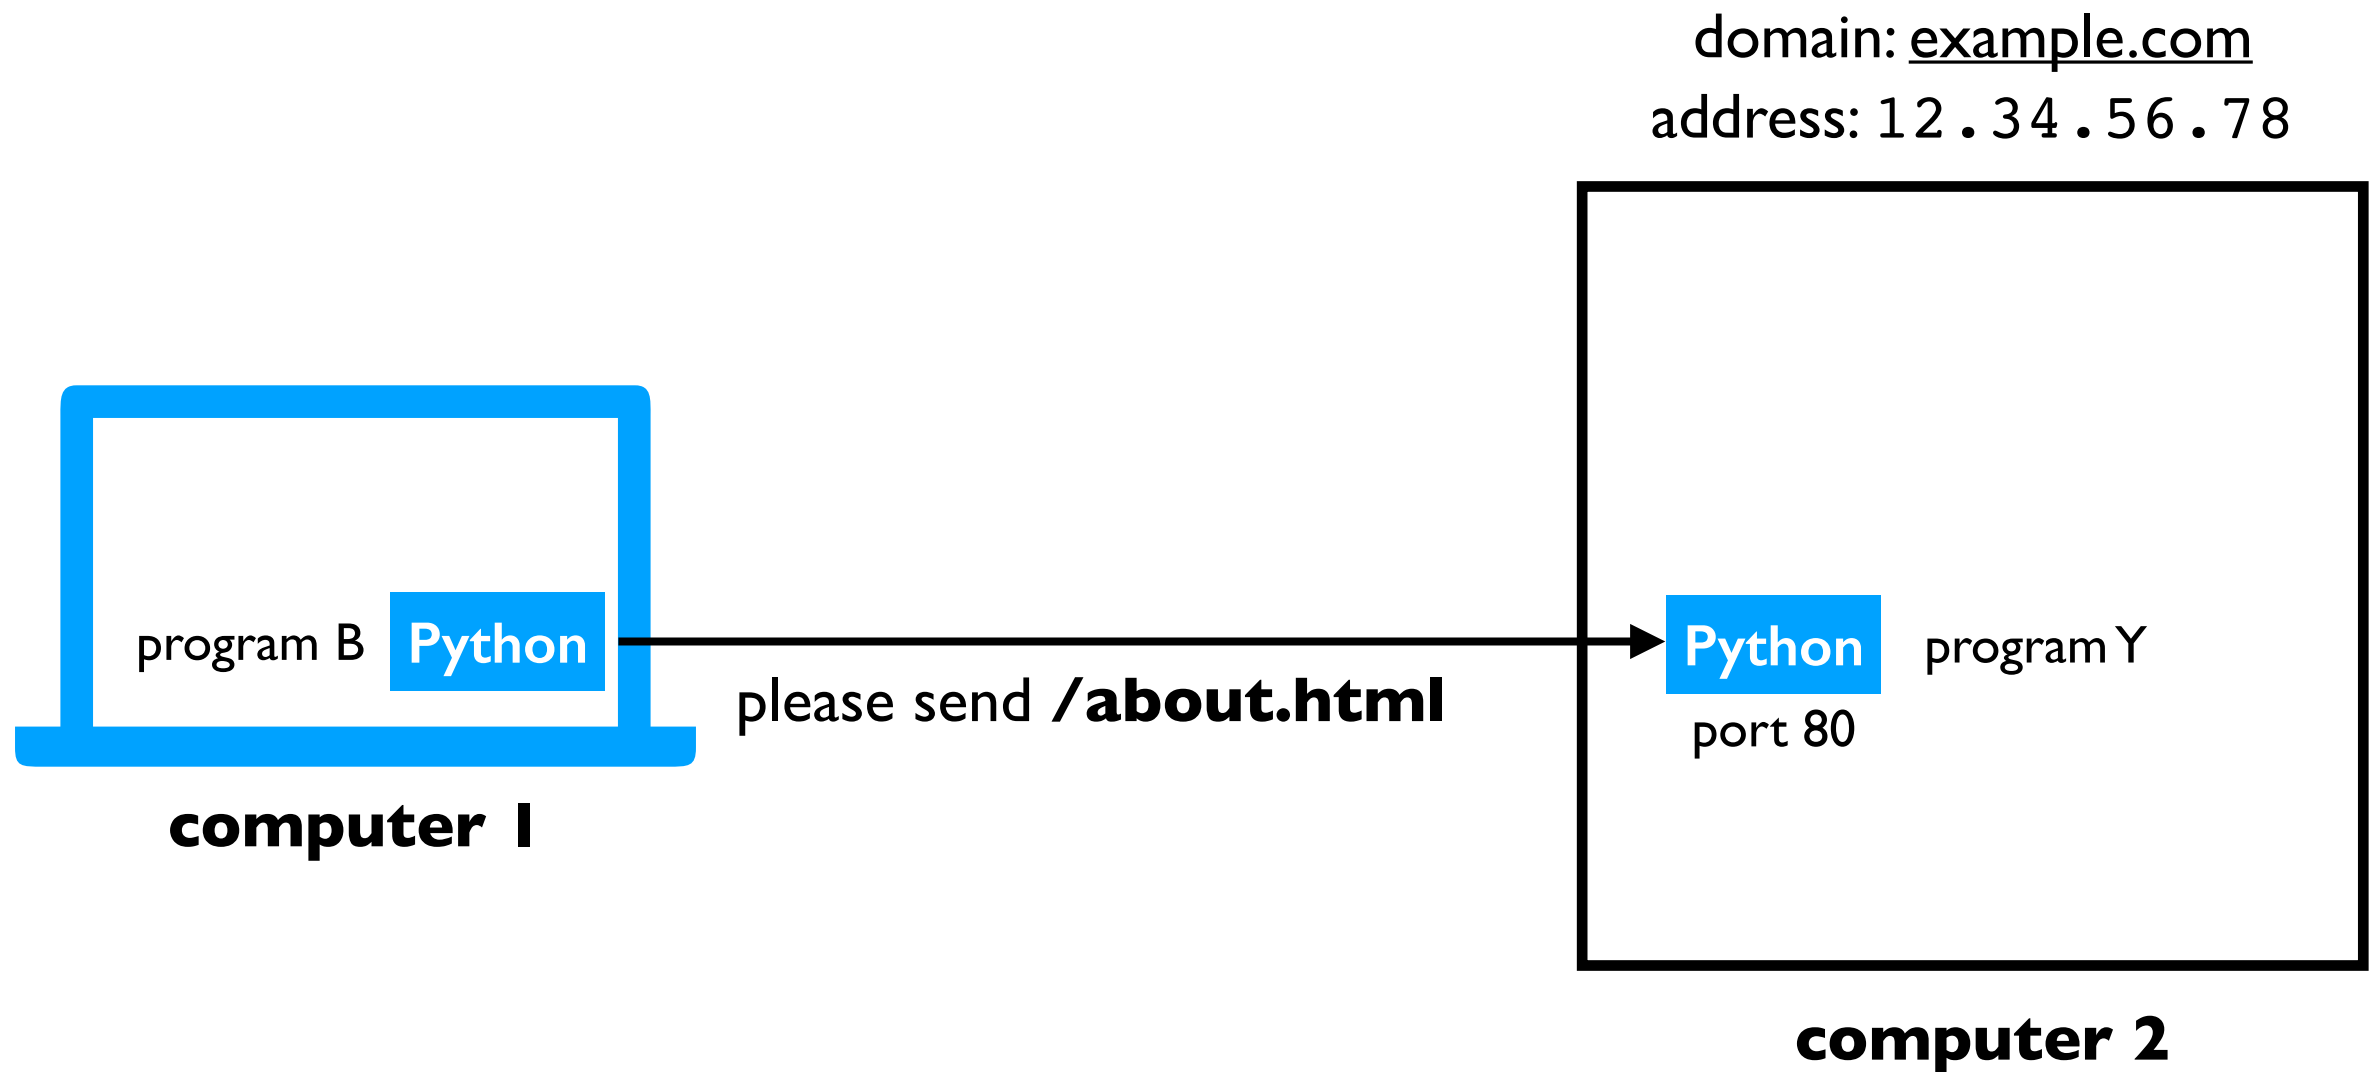 domain: example.com
address: 12.34.56.78
program B
Python
please send /about.html
Python
program Y
port 80
computer 1
computer 2